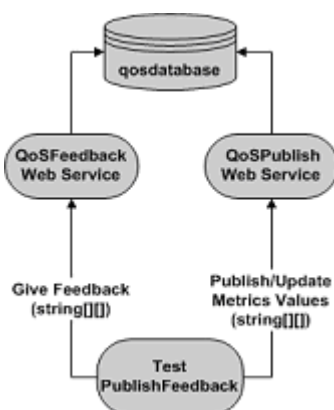 qosdatabase
QoSFeedback
Web Service
QoSPublish
Web Service
Give Feedback
(string[][])
Publish/Update
Metrics Values
(string[][])
Test
PublishFeedback